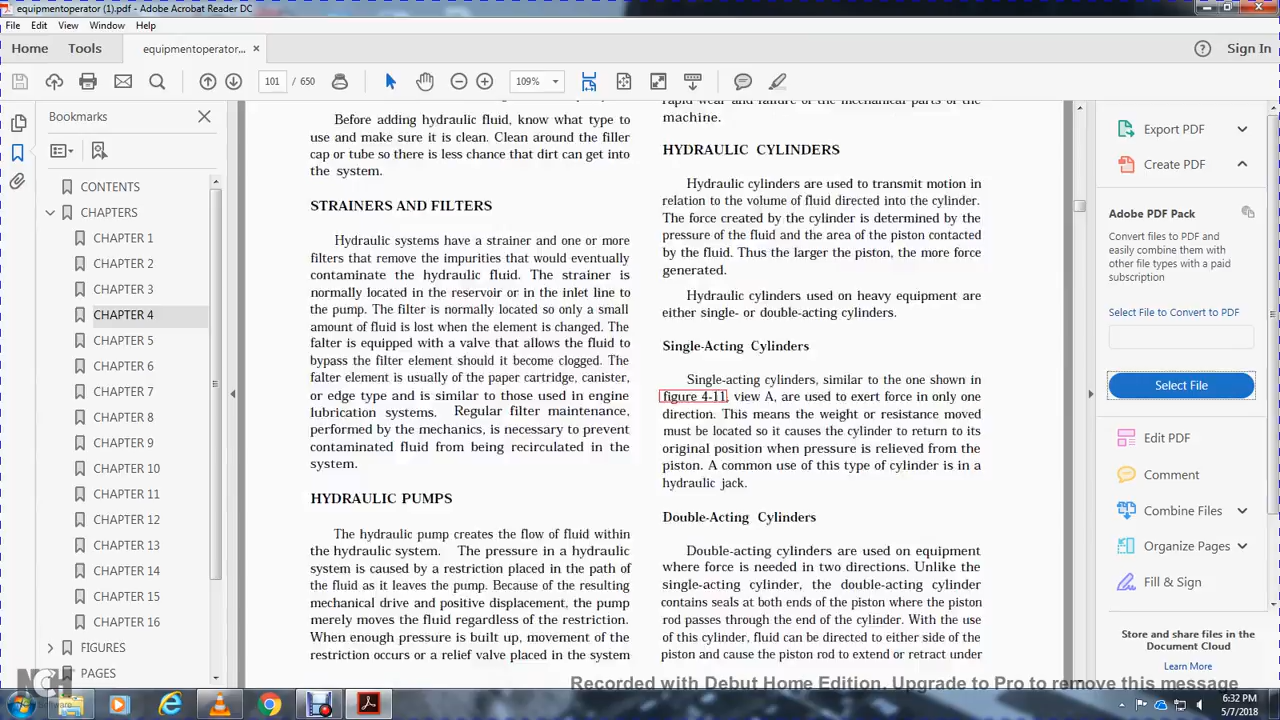 equipmentoperator (1).pdf - Adobe Acrobat Reader DC
File Edit View Window Help
Home Tools equipmentoperator... × Sign In
101 / 650 109%
Bookmarks
CONTENTS
CHAPTERS
CHAPTER 1
CHAPTER 2
CHAPTER 3
CHAPTER 4
CHAPTER 5
CHAPTER 6
CHAPTER 7
CHAPTER 8
CHAPTER 9
CHAPTER 10
CHAPTER 11
CHAPTER 12
CHAPTER 13
CHAPTER 14
CHAPTER 15
CHAPTER 16
FIGURES
PAGES
Before adding hydraulic fluid, know what type to
use and make sure it is clean. Clean around the filler
cap or tube so there is less chance that dirt can get into
the system.
STRAINERS AND FILTERS
Hydraulic systems have a strainer and one or more
filters that remove the impurities that would eventually
contaminate the hydraulic fluid. The strainer is
normally located in the reservoir or in the inlet line to
the pump. The filter is normally located so only a small
amount of fluid is lost when the element is changed. The
falter is equipped with a valve that allows the fluid to
bypass the filter element should it become clogged. The
falter element is usually of the paper cartridge, canister,
or edge type and is similar to those used in engine
lubrication systems. Regular filter maintenance,
performed by the mechanics, is necessary to prevent
contaminated fluid from being recirculated in the
system.
HYDRAULIC PUMPS
The hydraulic pump creates the flow of fluid within
the hydraulic system. The pressure in a hydraulic
system is caused by a restriction placed in the path of
the fluid as it leaves the pump. Because of the resulting
mechanical drive and positive displacement, the pump
merely moves the fluid regardless of the restriction.
When enough pressure is built up, movement of the
restriction occurs or a relief valve placed in the system
rapid wear and failure of the mechanical parts of the
machine.
HYDRAULIC CYLINDERS
Hydraulic cylinders are used to transmit motion in
relation to the volume of fluid directed into the cylinder.
The force created by the cylinder is determined by the
pressure of the fluid and the area of the piston contacted
by the fluid. Thus the larger the piston, the more force
generated.
Hydraulic cylinders used on heavy equipment are
either single- or double-acting cylinders.
Single-Acting Cylinders
Single-acting cylinders, similar to the one shown in
figure 4-11, view A, are used to exert force in only one
direction. This means the weight or resistance moved
must be located so it causes the cylinder to return to its
original position when pressure is relieved from the
piston. A common use of this type of cylinder is in a
hydraulic jack.
Double-Acting Cylinders
Double-acting cylinders are used on equipment
where force is needed in two directions. Unlike the
single-acting cylinder, the double-acting cylinder
contains seals at both ends of the piston where the piston
rod passes through the end of the cylinder. With the use
of this cylinder, fluid can be directed to either side of the
piston and cause the piston rod to extend or retract under
Export PDF
Create PDF
Adobe PDF Pack
Convert files to PDF
and easily combine them
with other file types with a paid
subscription
Select File to Convert to PDF
Select File
Edit PDF
Comment
Combine Files
Organize Pages
Fill & Sign
Store and share files in the
Document Cloud
Learn More
NCH
Software
Recorded with Debut Home Edition. Upgrade to Pro to remove this message
6:32 PM
5/7/2018